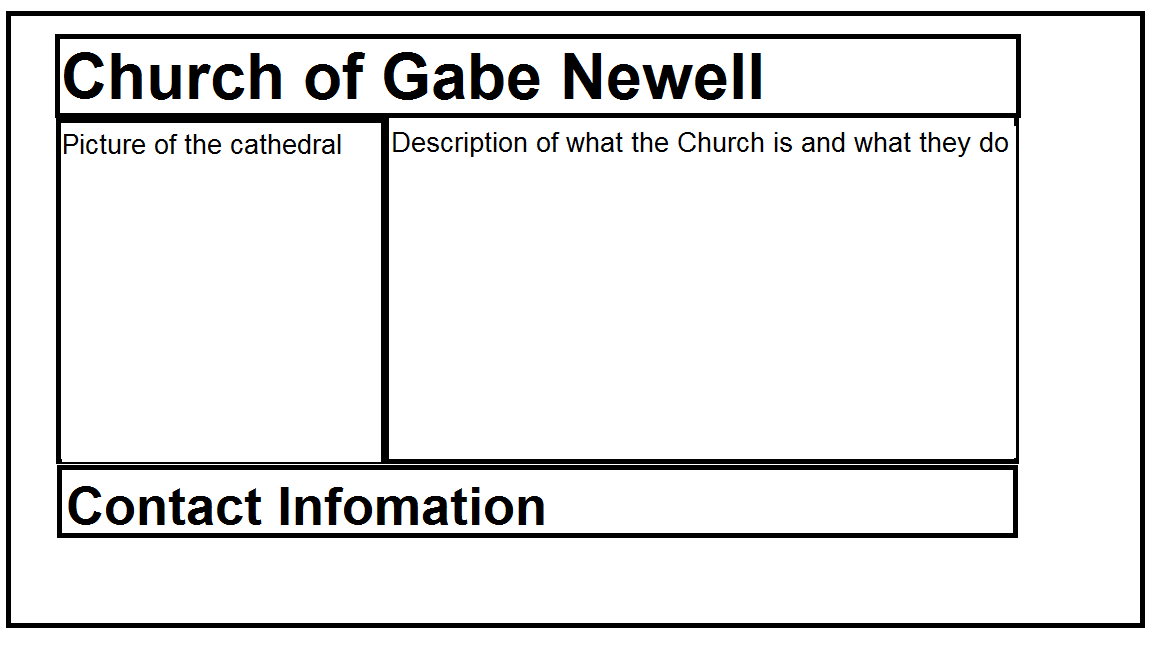 Church of Gabe Newell
Picture of the cathedral
Description of what the Church is and what they do
Contact Infomation